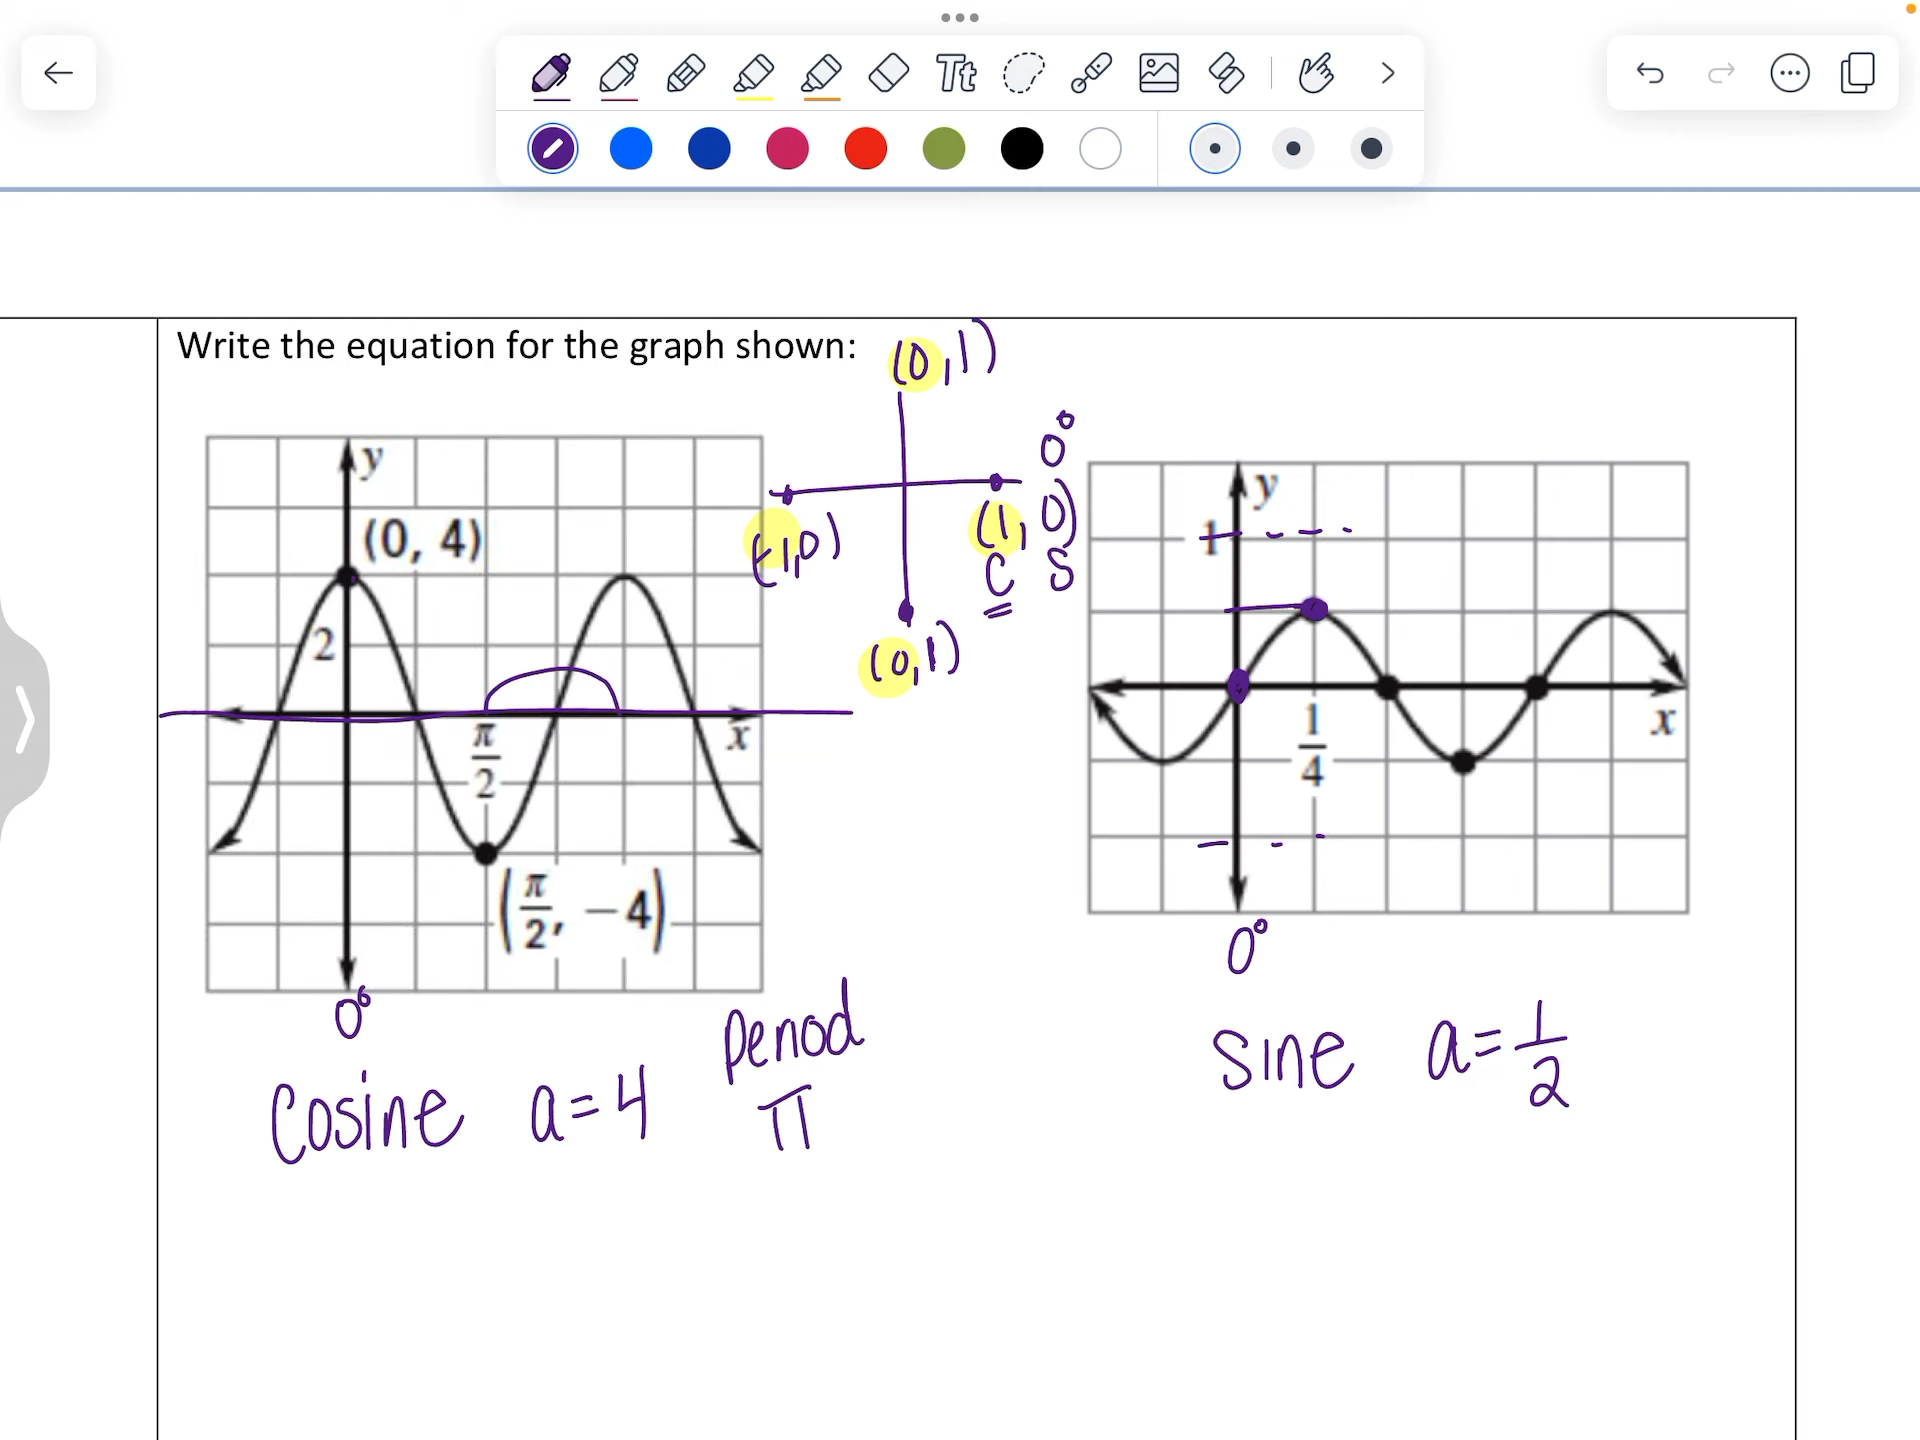 Tt
Write the equation for the graph shown:
(0,1)
0°
y
(0, 4)
2
π/2
x
(π/2, −4)
(-1,0)
(1,0)
C S
(0,1)
y
1
1/4
x
0°
0°
Cosine a=4 Period π
Sine a=1/2